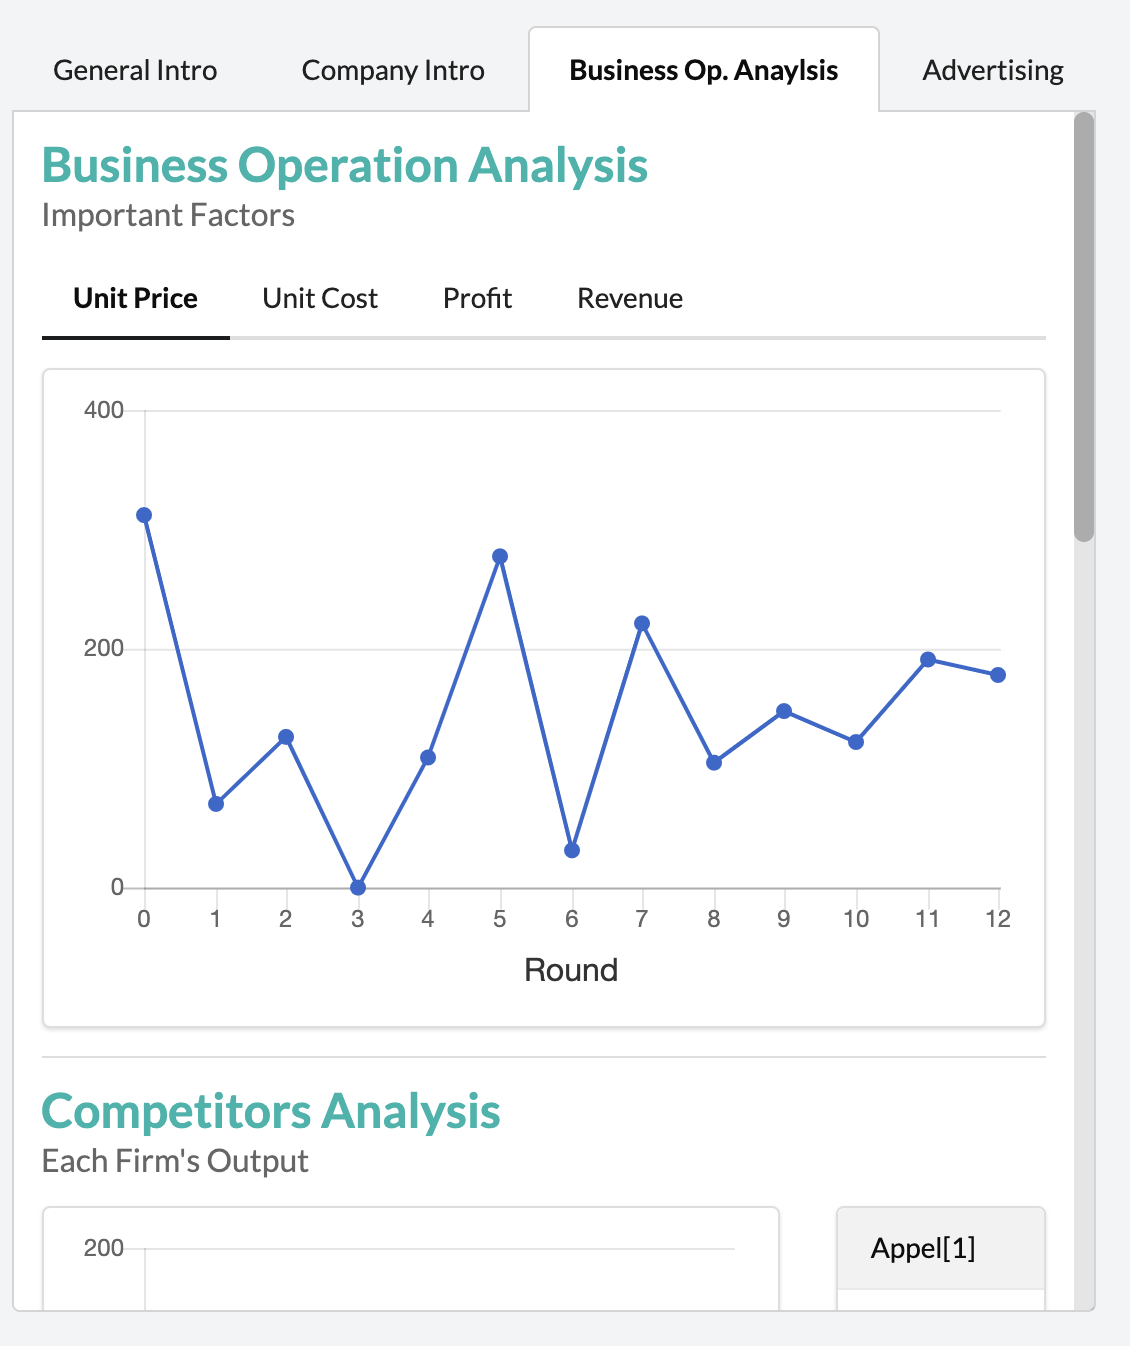 General Intro Company Intro Business Op. Anaylsis Advertising
Business Operation Analysis
Important Factors
Unit Price Unit Cost Profit Revenue
400
200
0
0 1 2 3 4 5 6 7 8 9 10 11 12
Round
Competitors Analysis
Each Firm's Output
200
Appel[1]